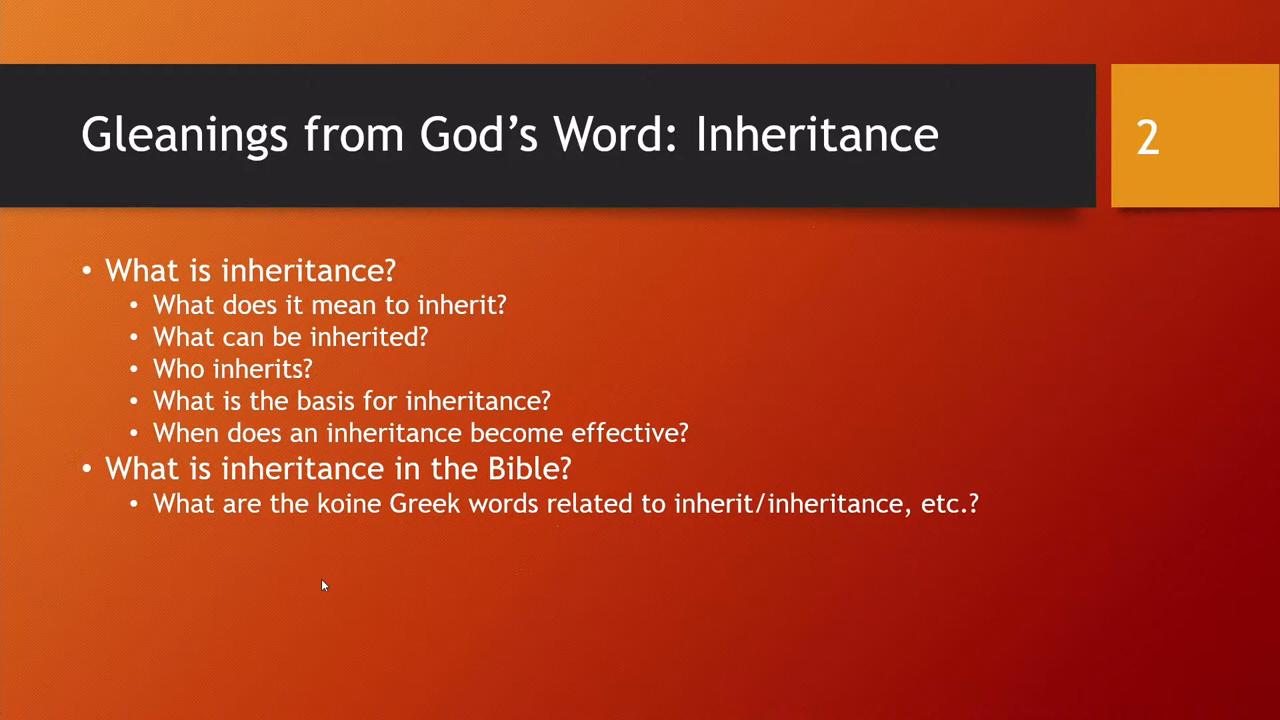 Gleanings from God’s Word: Inheritance
2
• What is inheritance?
• What does it mean to inherit?
• What can be inherited?
• Who inherits?
• What is the basis for inheritance?
• When does an inheritance become effective?
• What is inheritance in the Bible?
• What are the koine Greek words related to inherit/inheritance, etc.?